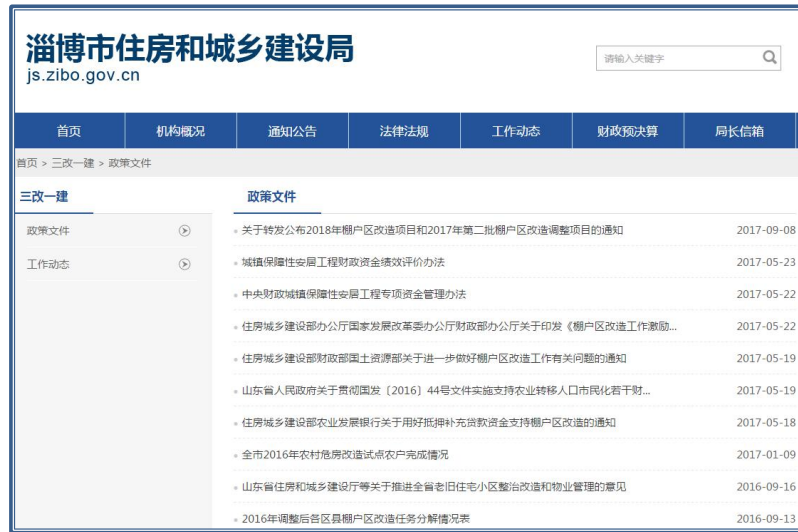 淄博市住房和城乡建设局
js.zibo.gov.cn
请输入关键字
首页 机构概况 通知公告 法律法规 工作动态 财政预决算 局长信箱
首页 > 三改一建 > 政策文件
三改一建
政策文件
工作动态
政策文件
关于转发公布2018年棚户区改造项目和2017年第二批棚户区改造调整项目的通知 2017-09-08
城镇保障性安居工程财政资金绩效评价办法 2017-05-23
中央财政城镇保障性安居工程专项资金管理办法 2017-05-22
住房城乡建设部办公厅国家发展改革委办公厅财政部办公厅关于印发《棚户区改造工作激励... 2017-05-22
住房城乡建设部财政部国土资源部关于进一步做好棚户区改造工作有关问题的通知 2017-05-19
山东省人民政府关于贯彻国发〔2016〕44号文件实施支持农业转移人口市民化若干财... 2017-05-19
住房城乡建设部农业发展银行关于用好抵押补充贷款资金支持棚户区改造的通知 2017-05-18
全市2016年农村危房改造试点农户完成情况 2017-01-09
山东省住房和城乡建设厅等关于推进全省老旧住宅小区整治改造和物业管理的意见 2016-09-16
2016年调整后各区县棚户区改造任务分解情况表 2016-09-13